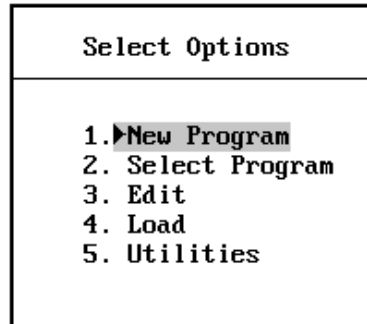 Select Options
1.▶New Program
2. Select Program
3. Edit
4. Load
5. Utilities